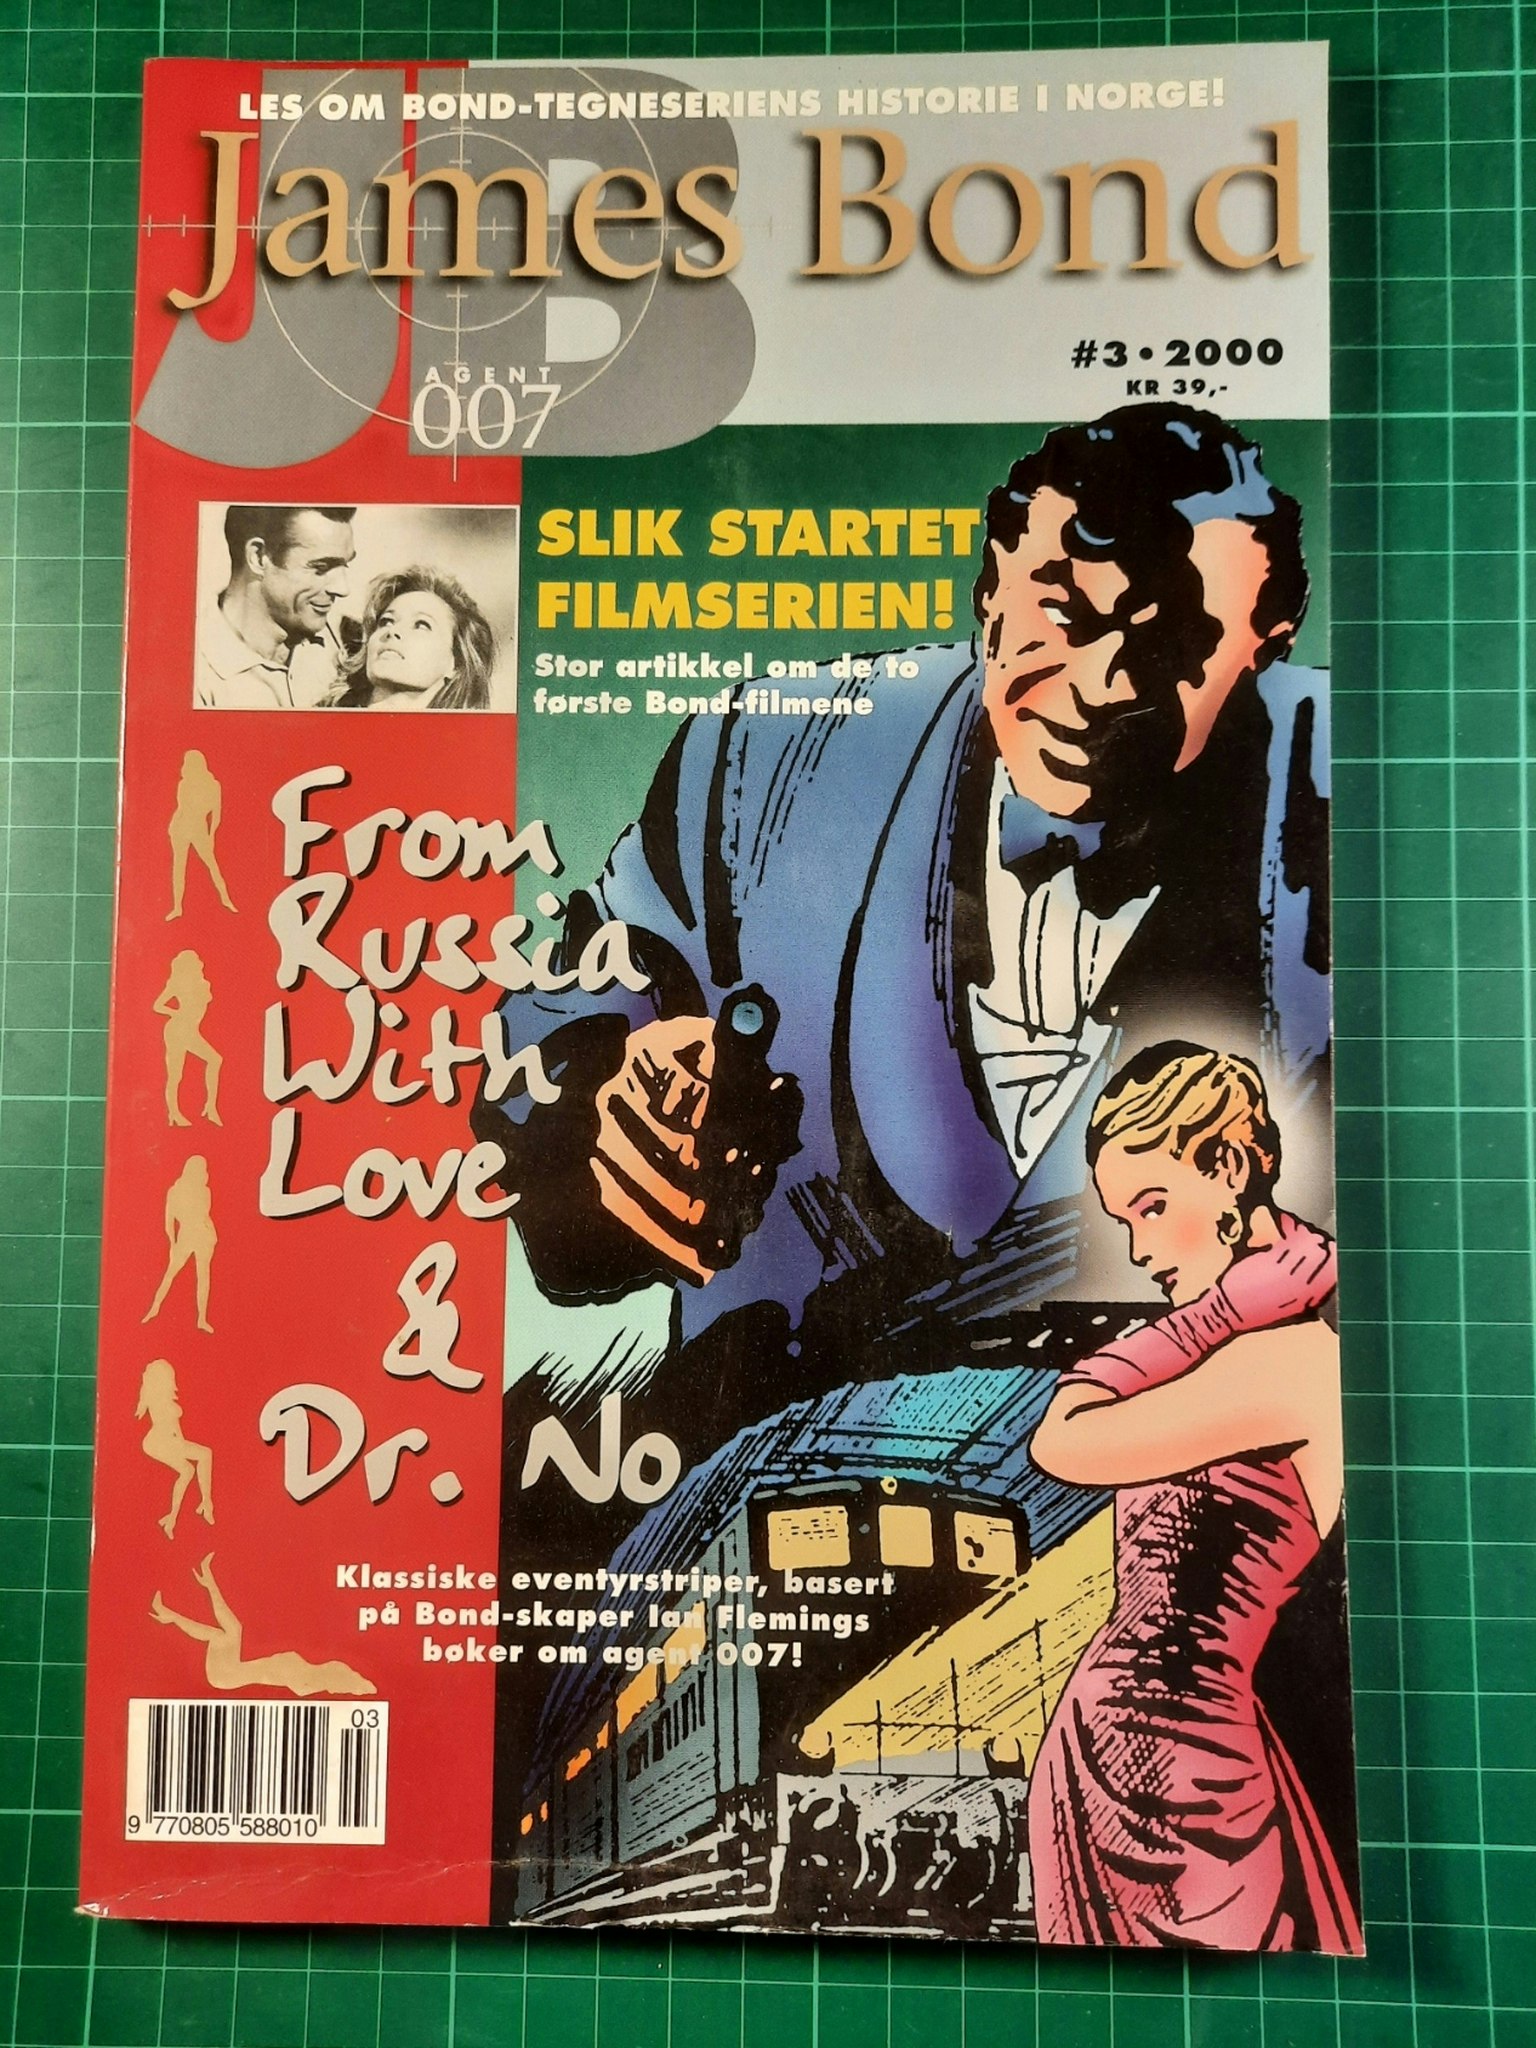 LES OM BOND-TEGNESERIENS HISTORIE I NORGE!
JB
James Bond
AGENT
007
#3 • 2000
KR 39,-
SLIK STARTET
FILMSERIEN!
Stor artikkel om de to
første Bond-filmene
From
Russia
With
Love
&
Dr. No
Klassiske eventyrstriper, basert
på Bond-skaper Ian Flemings
bøker om agent 007!
03
9 770805 588010